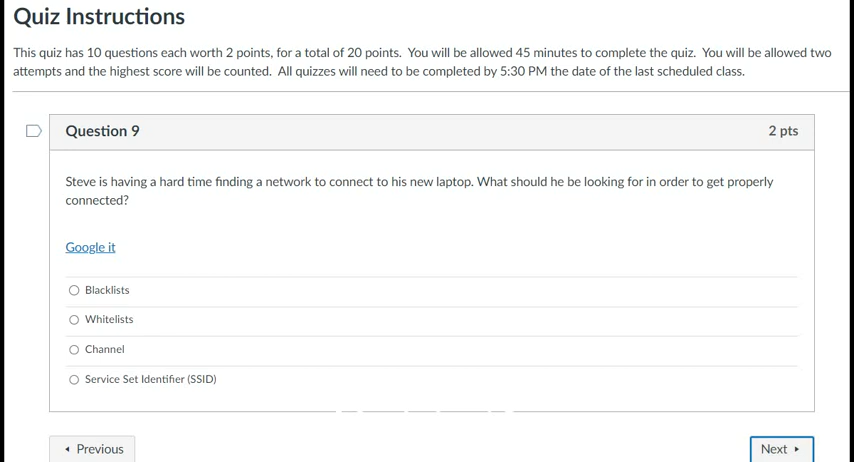 Quiz Instructions
This quiz has 10 questions each worth 2 points, for a total of 20 points. You will be allowed 45 minutes to complete the quiz. You will be allowed two
attempts and the highest score will be counted. All quizzes will need to be completed by 5:30 PM the date of the last scheduled class.
Question 9 2 pts
Steve is having a hard time finding a network to connect to his new laptop. What should he be looking for in order to get properly
connected?
Google it
Blacklists
Whitelists
Channel
Service Set Identifier (SSID)
Previous Next